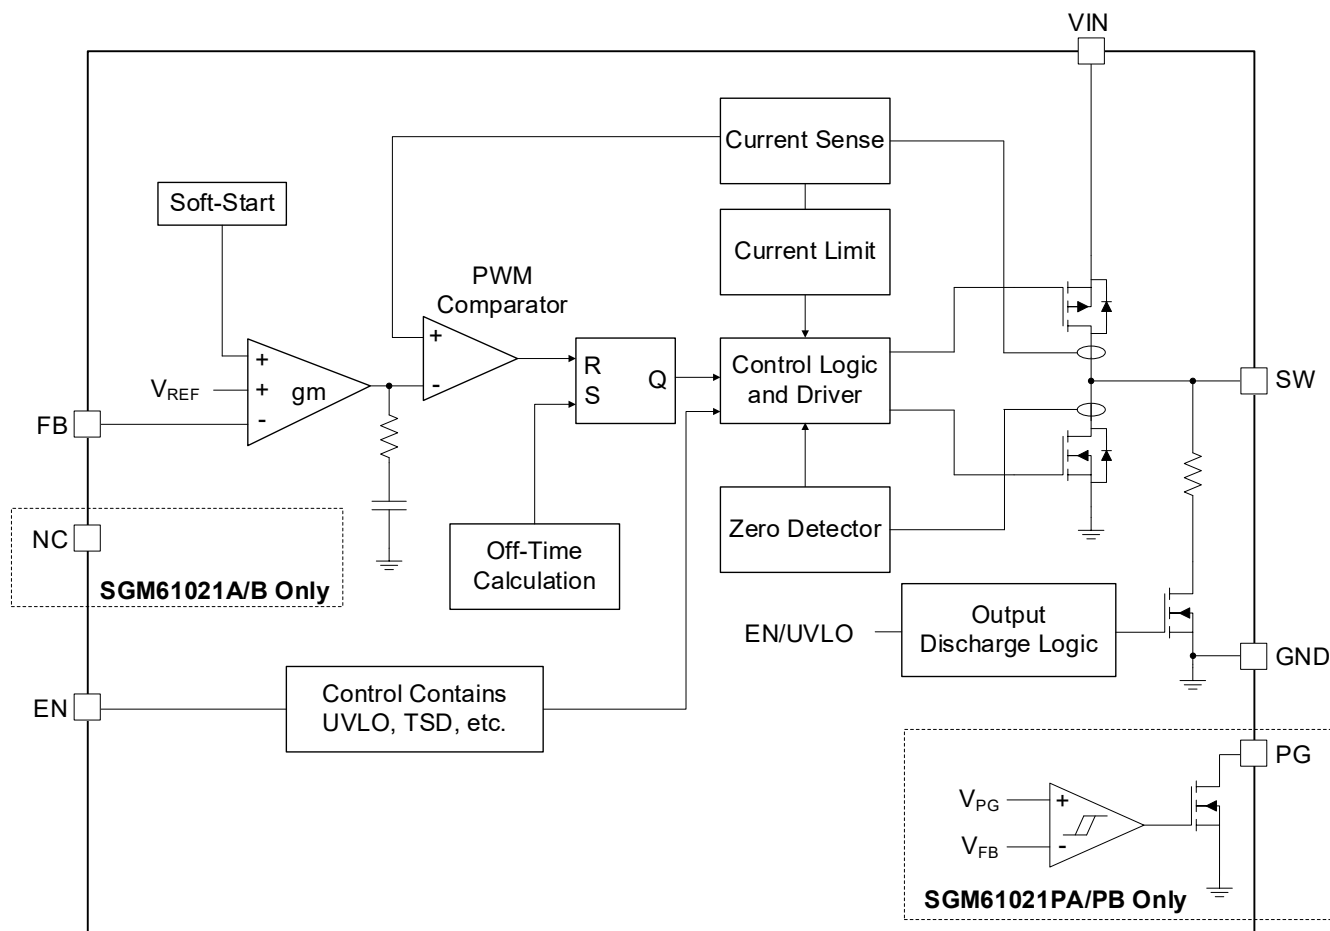 VIN
Current Sense
Soft-Start
Current Limit
PWM
Comparator
+
+
R
Q
Control Logic
and Driver
SW
VREF
+
gm
-
S
FB
-
-
NC
Zero Detector
Off-Time
Calculation
SGM61021A/B Only
EN/UVLO
Output
Discharge Logic
GND
EN
Control Contains
UVLO, TSD, etc.
PG
VPG
+
VFB
-
SGM61021PA/PB Only